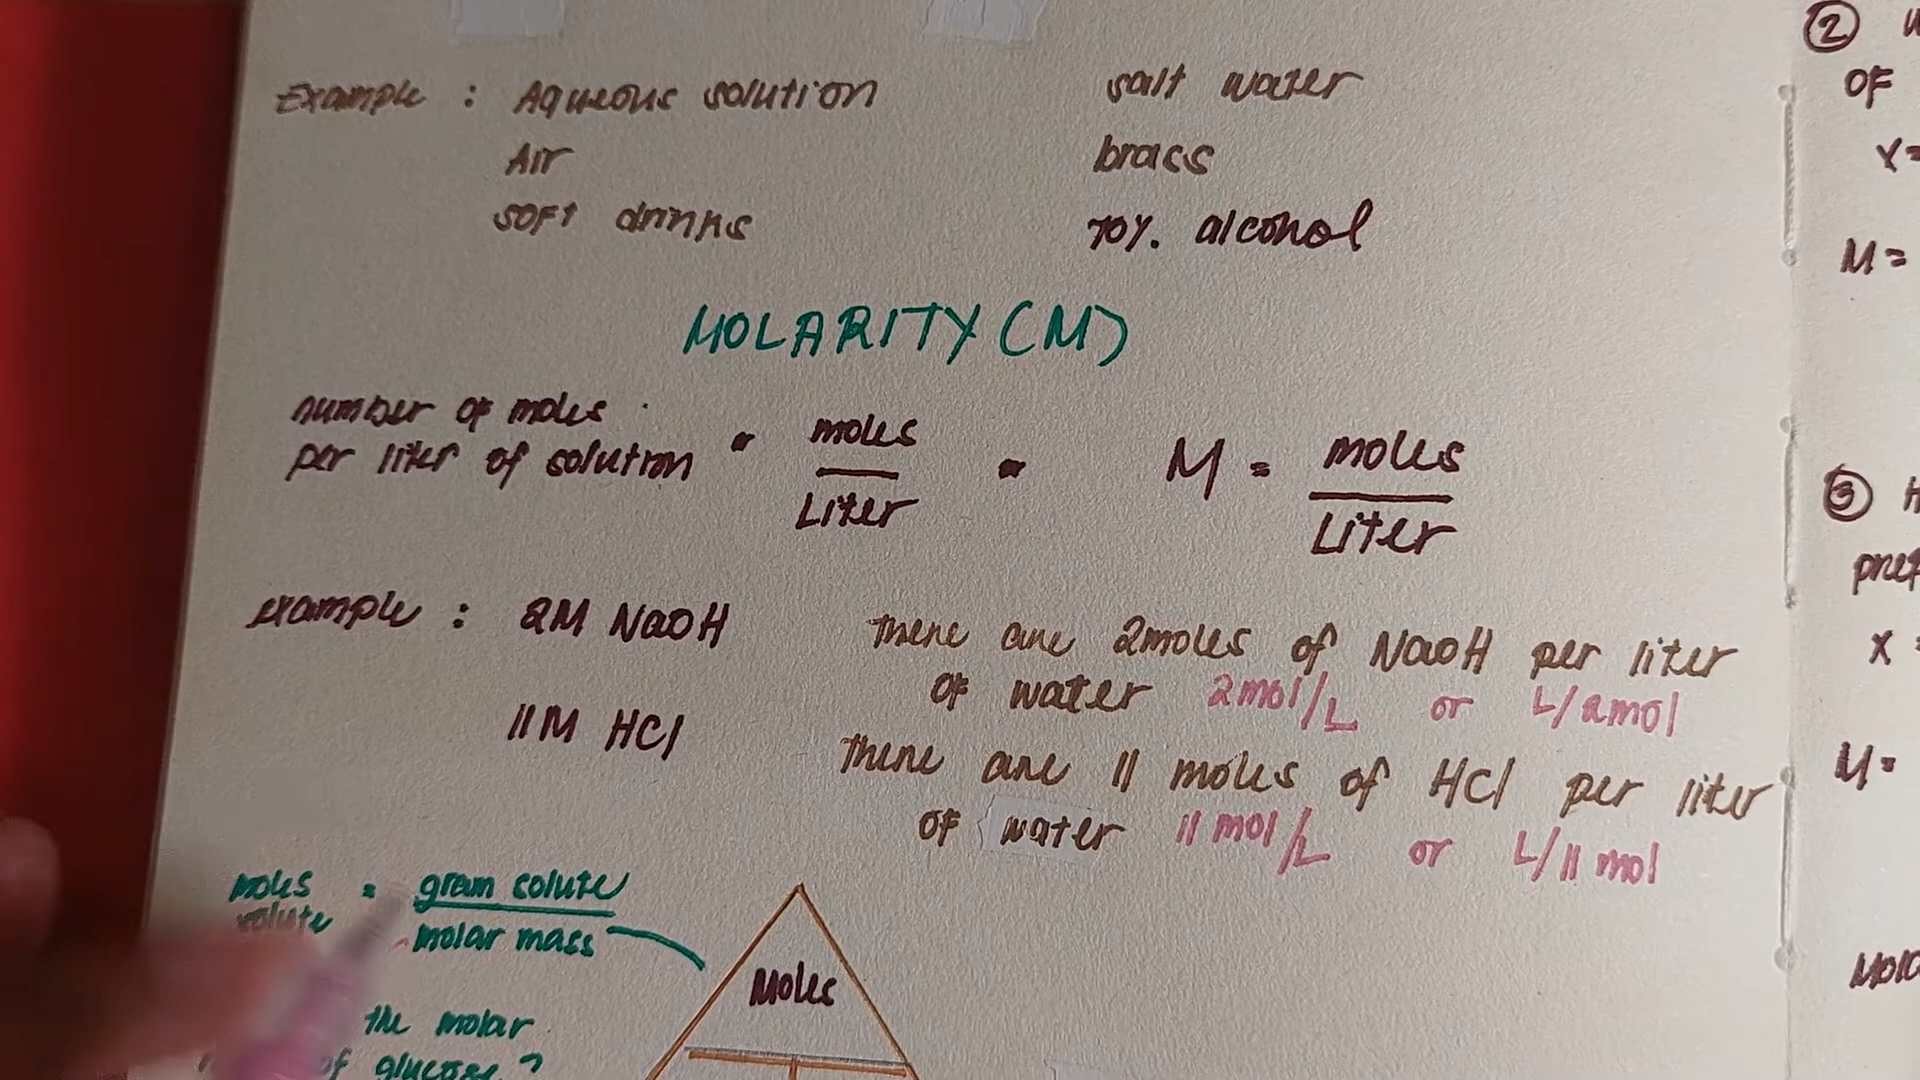 Example : Aqueous solution salt water
Air brass
soft drinks 70%. alcohol
MOLARITY (M)
number of moles
per liter of solution = moles / Liter = M = moles / Liter
example : 2M NaOH there are 2moles of NaOH per liter
of water 2mol/L or L/2mol
11M HCl there are 11 moles of HCl per liter
of water 11 mol/L or L/11 mol
moles = gram solute
solute molar mass
Moles
the molar
of glucose?
2
OF
X=
M=
3
X =
M=